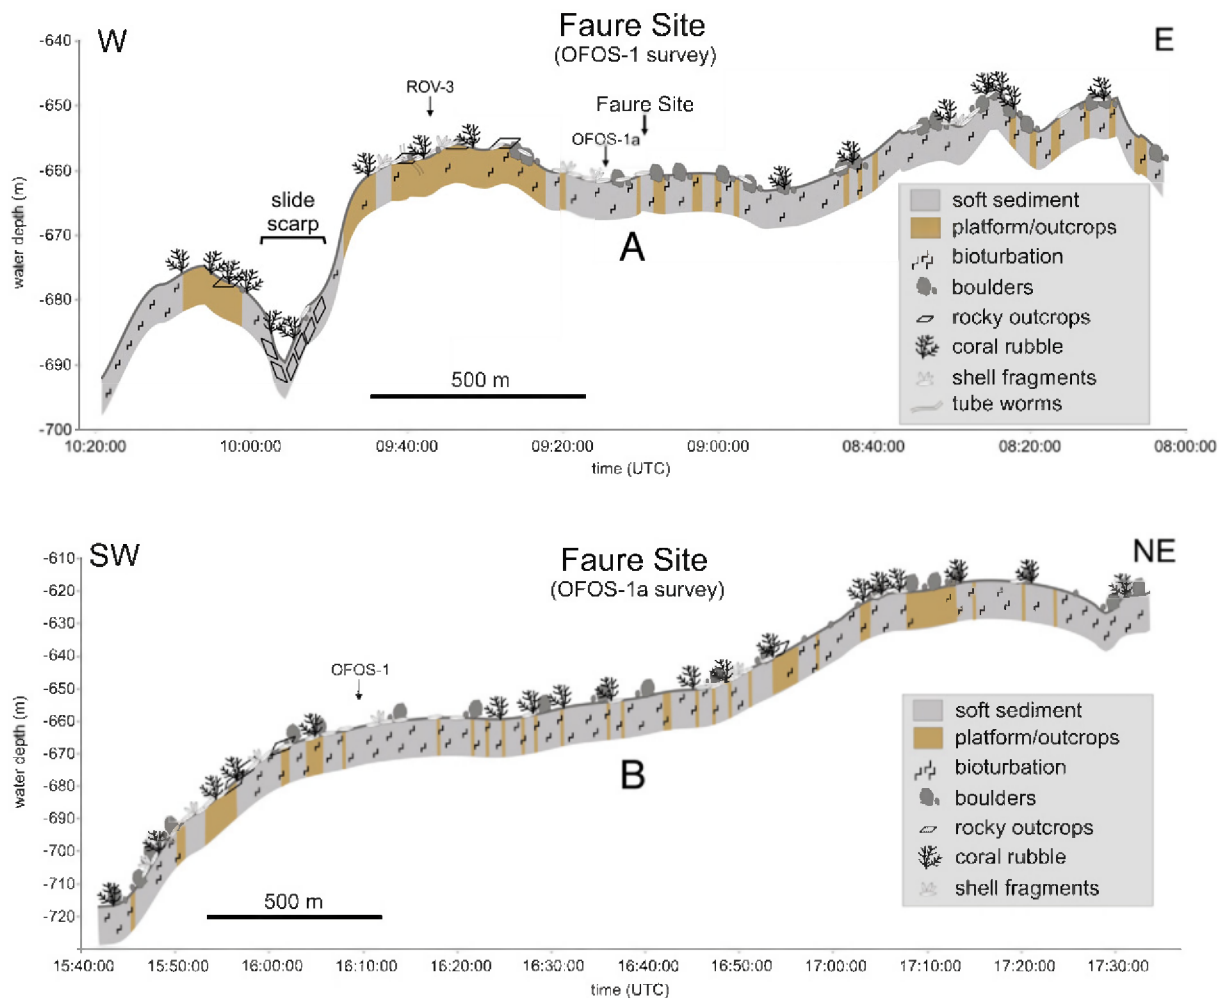 Faure Site
(OFOS-1 survey)
W
E
-640
-650
-660
-670
-680
-690
-700
water depth (m)
ROV-3
Faure Site
OFOS-1a
slide
scarp
A
500 m
soft sediment
platform/outcrops
bioturbation
boulders
rocky outcrops
coral rubble
shell fragments
tube worms
10:20:00 10:00:00 09:40:00 09:20:00 09:00:00 08:40:00 08:20:00 08:00:00
time (UTC)
SW
NE
Faure Site
(OFOS-1a survey)
-610
-620
-630
-640
-650
-660
-670
-680
-690
-700
-710
-720
water depth (m)
OFOS-1
B
500 m
soft sediment
platform/outcrops
bioturbation
boulders
rocky outcrops
coral rubble
shell fragments
15:40:00 15:50:00 16:00:00 16:10:00 16:20:00 16:30:00 16:40:00 16:50:00 17:00:00 17:10:00 17:20:00 17:30:00
time (UTC)